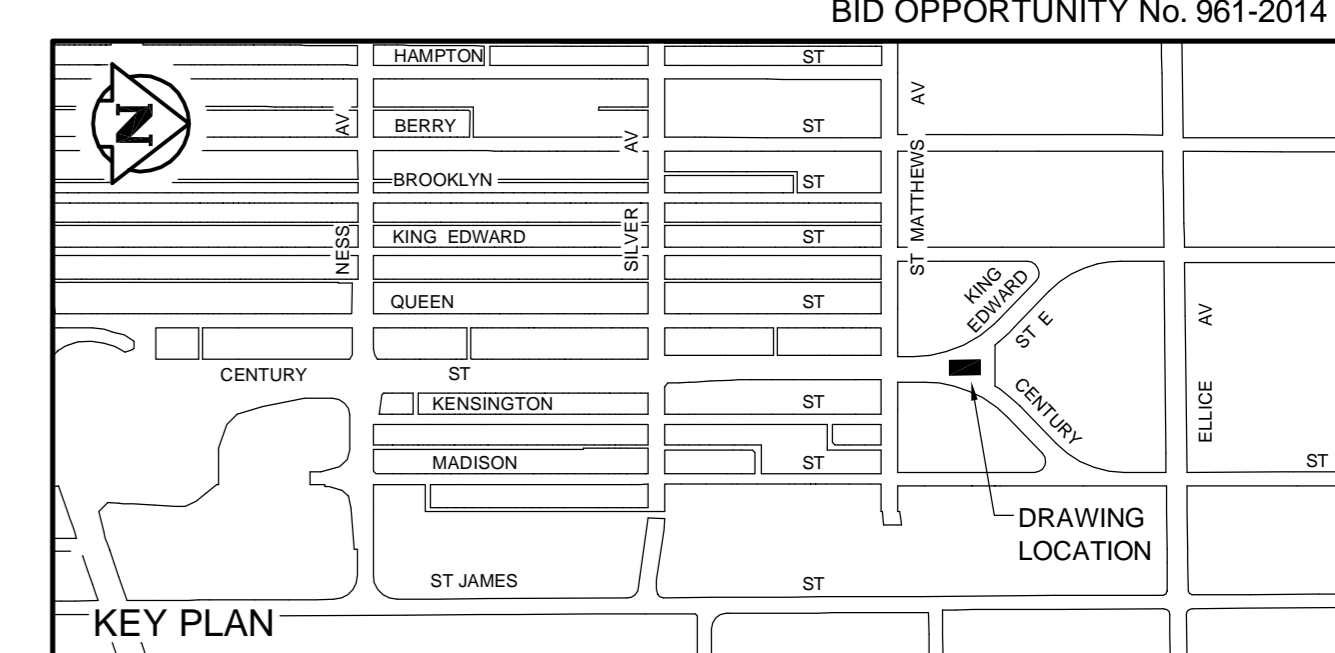 BID OPPORTUNITY No. 961-2014
HAMPTON ST
N
BERRY ST
BROOKLYN ST
KING EDWARD ST
QUEEN ST
CENTURY ST
KENSINGTON ST
MADISON ST
ST JAMES ST
NESS AV
SILVER AV
ST MATTHEWS AV
KING
EDWARD
ST E
CENTURY
ELLICE AV
ST
DRAWING
LOCATION
KEY PLAN